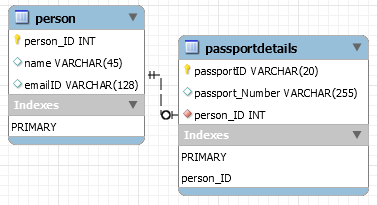 person
person_ID INT
name VARCHAR(45)
emailID VARCHAR(128)
Indexes
PRIMARY
passportdetails
passportID VARCHAR(20)
passport_Number VARCHAR(255)
person_ID INT
Indexes
PRIMARY
person_ID